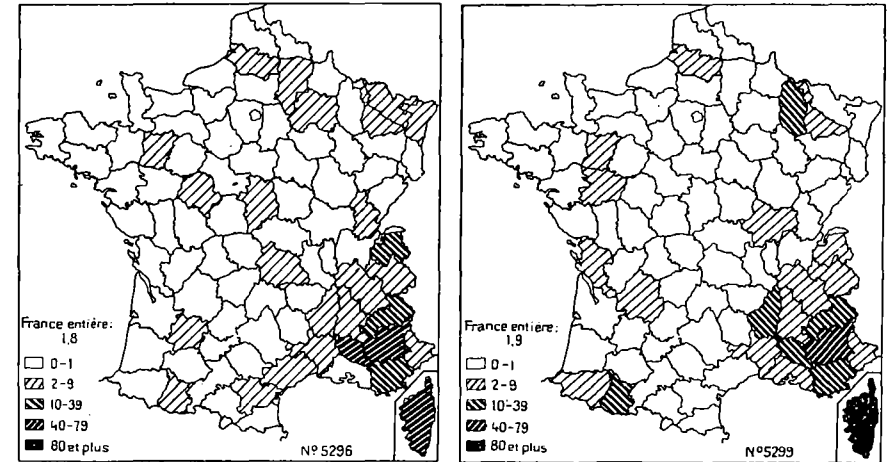 France entière:
1,8
0-1
2-9
10-39
40-79
80 et plus
Nº 5296
France entière:
1,9
0-1
2-9
10-39
40-79
80 et plus
Nº 5299